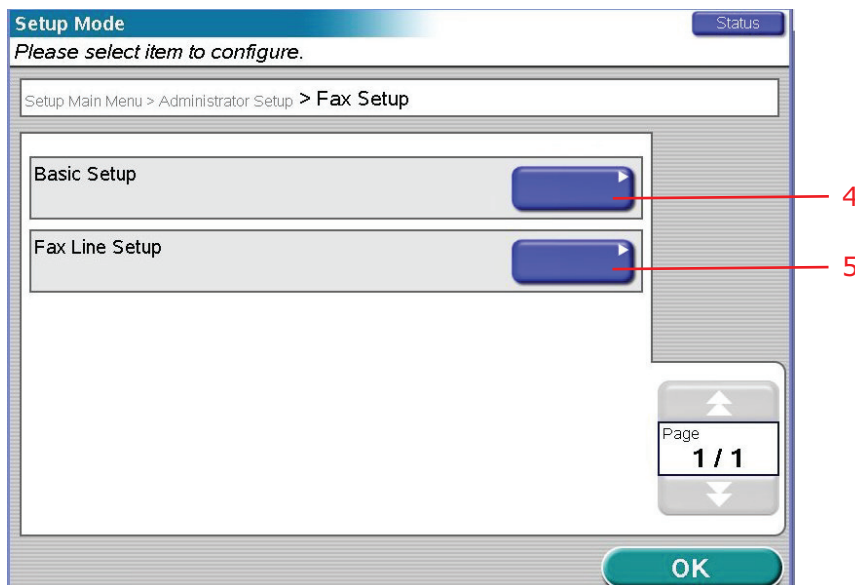 Setup Mode
Status
Please select item to configure.
Setup Main Menu > Administrator Setup > Fax Setup
Basic Setup
4
Fax Line Setup
5
Page
1 / 1
OK